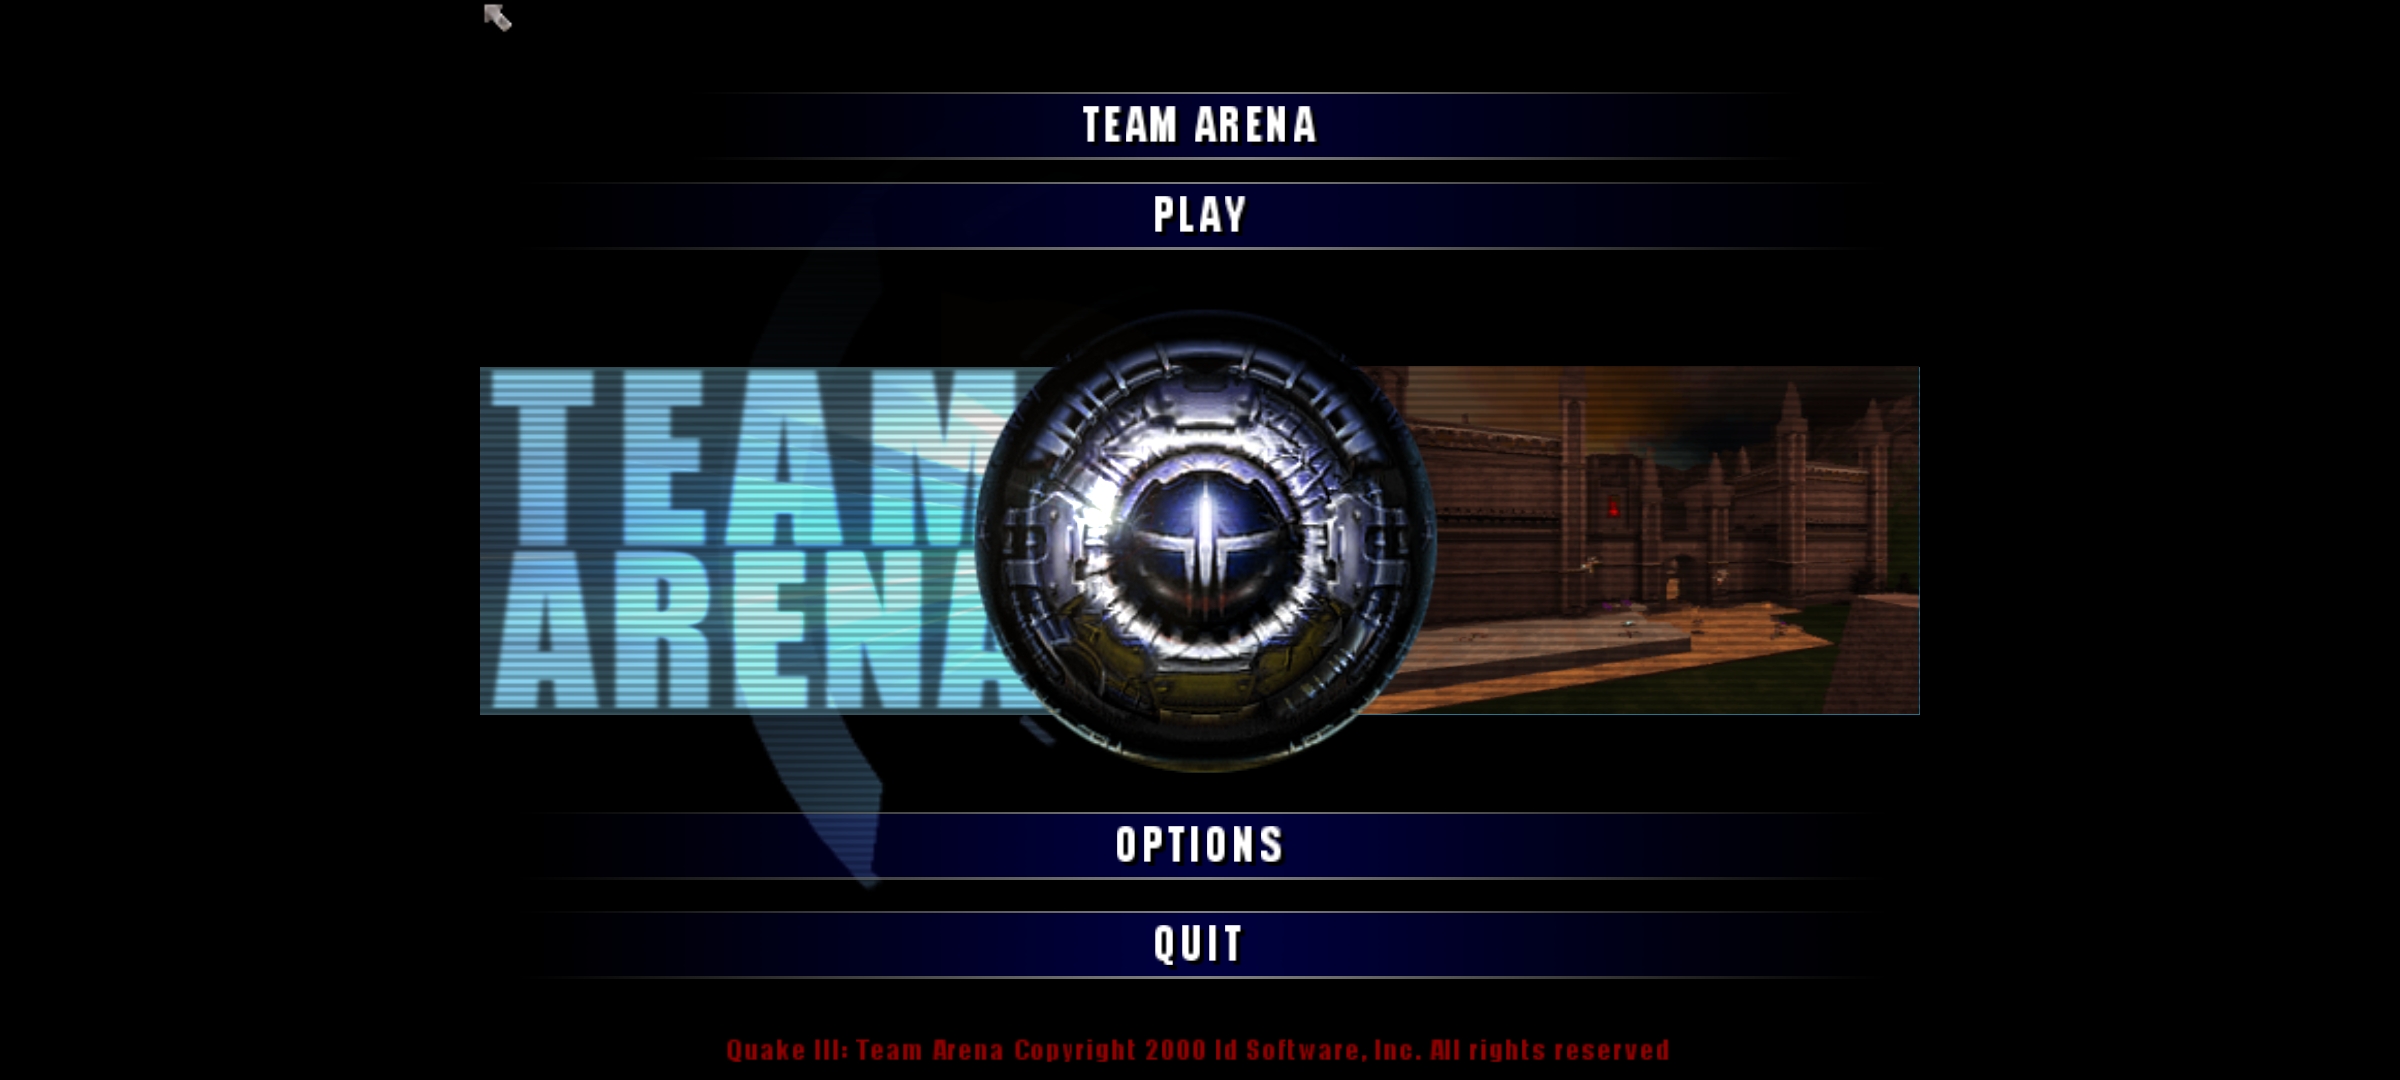 TEAM ARENA
PLAY
TEAM
ARENA
OPTIONS
QUIT
Quake III: Team Arena Copyright 2000 Id Software, Inc. All rights reserved